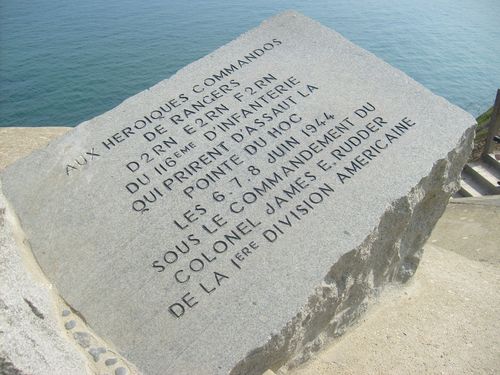 AUX HEROIQUES COMMANDOS
DE RANGERS
D2RN E2RN F2RN
DU 116EME D'INFANTERIE
QUI PRIRENT D'ASSAUT LA
POINTE DU HOC
LES 6.7.8 JUIN 1944
SOUS LE COMMANDEMENT DU
COLONEL JAMES E.RUDDER
DE LA 1ERE DIVISION AMERICAINE